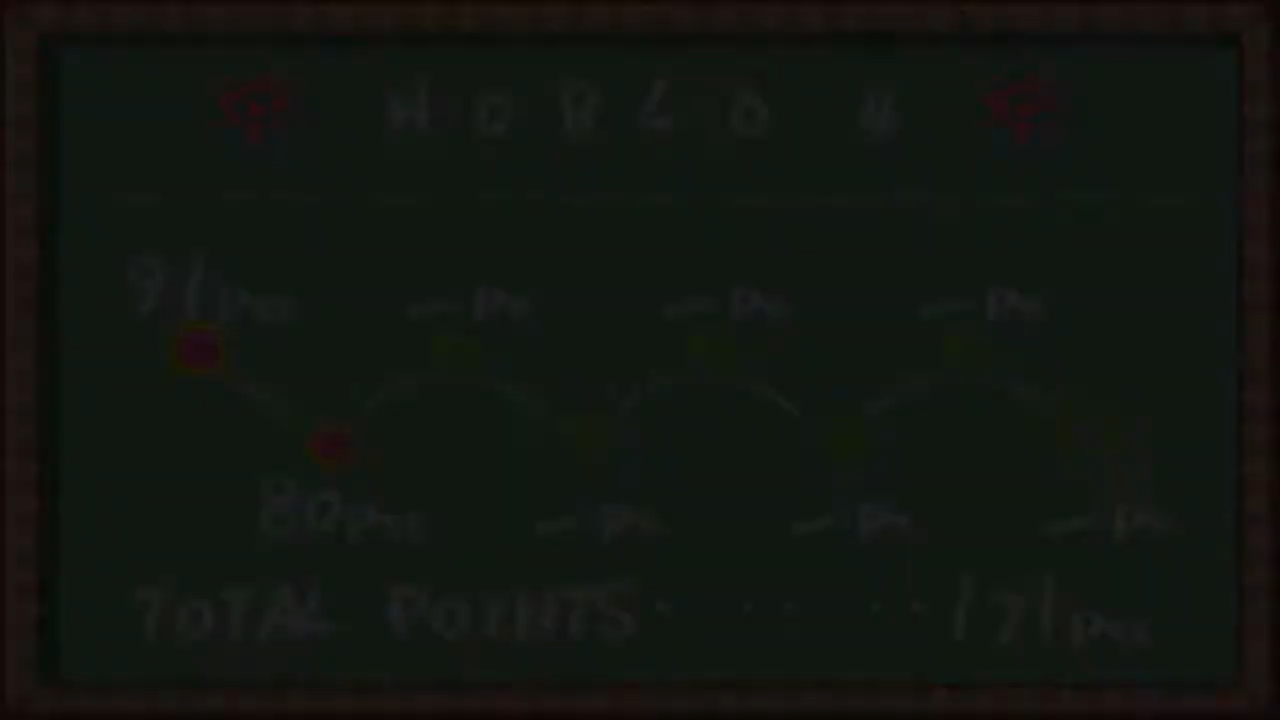 WORLD 4
91pts — Pts — Pts — Pts
80pts — Pts — Pts — Pts
TOTAL POINTS · · · · · 171pts